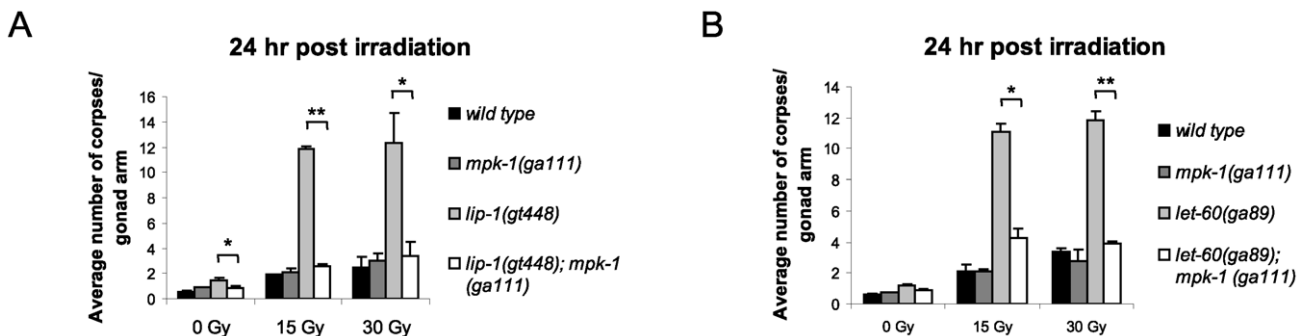 A
24 hr post irradiation
Average number of corpses/
gonad arm
16
14
12
10
8
6
4
2
0
*
**
*
0 Gy
15 Gy
30 Gy
wild type
mpk-1(ga111)
lip-1(gt448)
lip-1(gt448); mpk-1
(ga111)
B
24 hr post irradiation
Average number of corpses/
gonad arm
14
12
10
8
6
4
2
0
*
**
0 Gy
15 Gy
30 Gy
wild type
mpk-1(ga111)
let-60(ga89)
let-60(ga89);
mpk-1 (ga111)